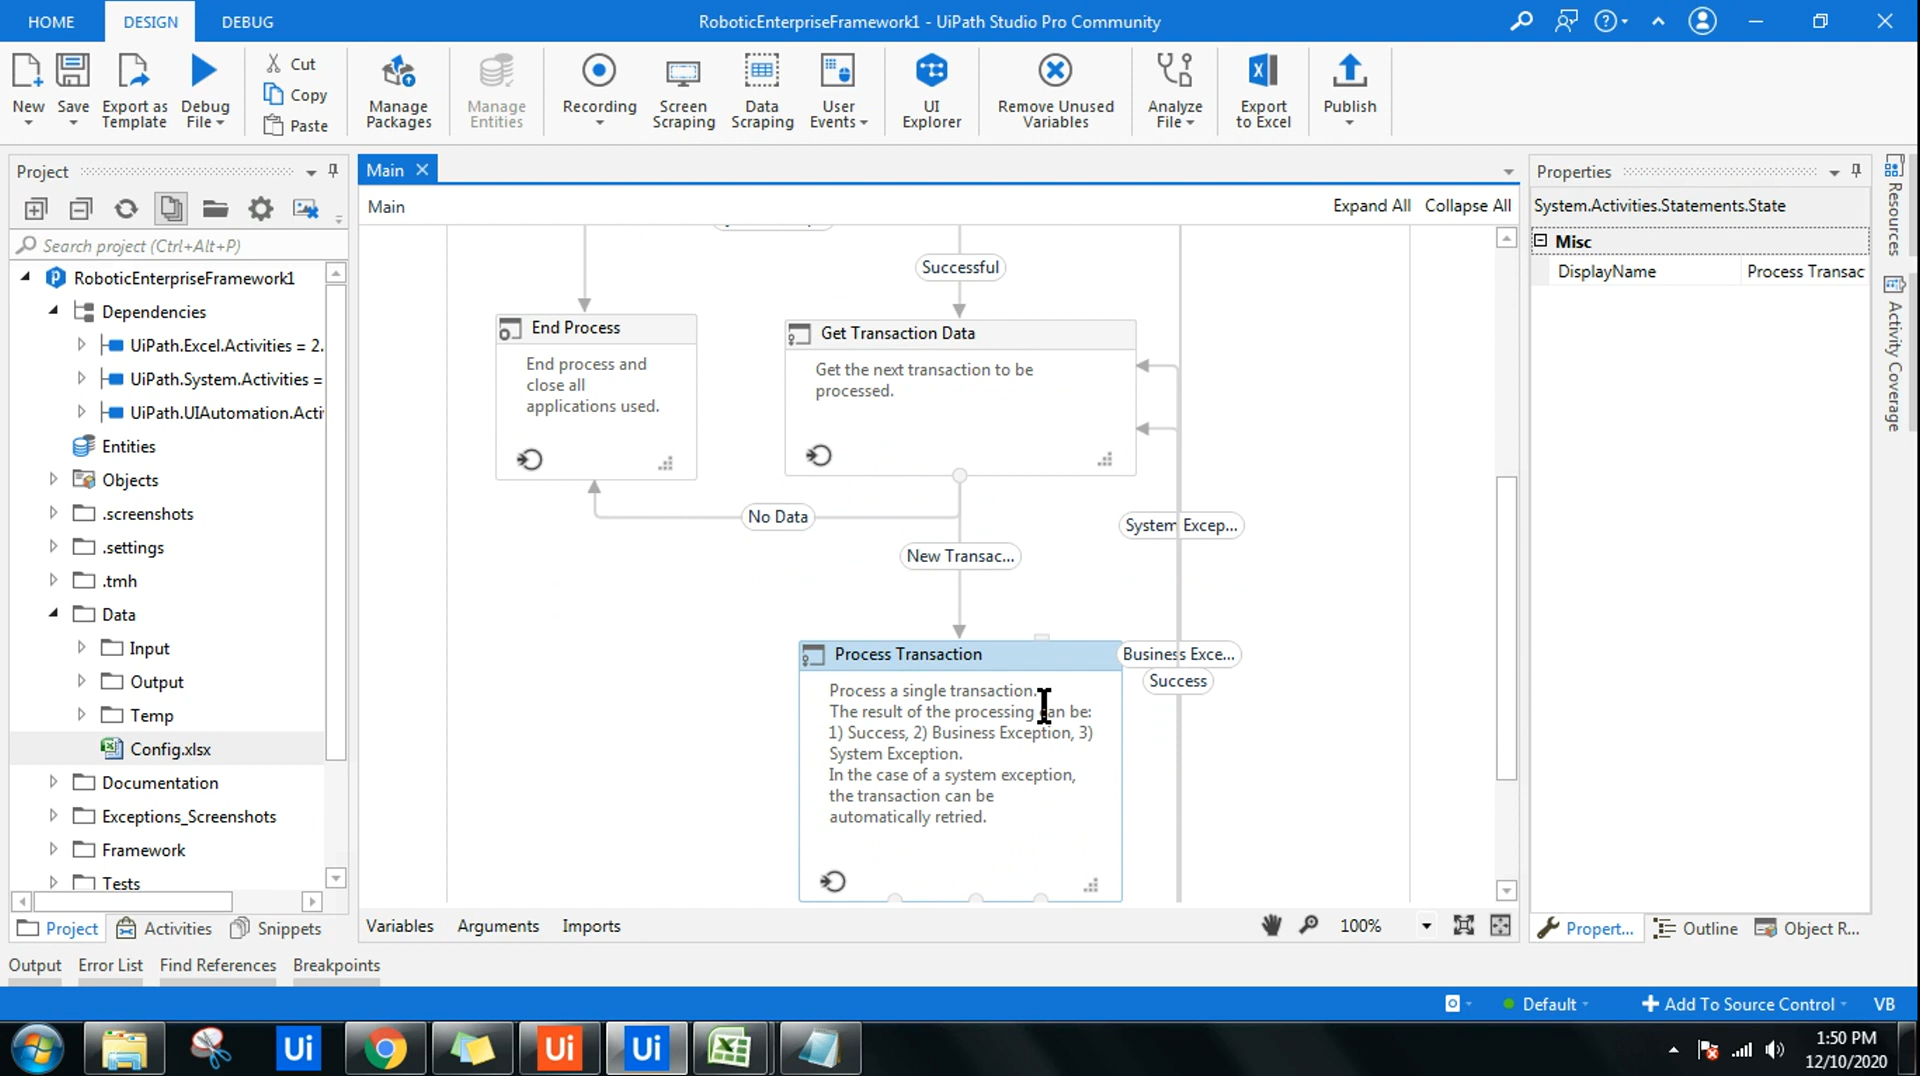 HOME
DESIGN
DEBUG
RoboticEnterpriseFramework1 - UiPath Studio Pro Community
New
Save
Export as
Template
Debug
File
Cut
Copy
Paste
Manage
Packages
Manage
Entities
Recording
Screen
Scraping
Data
Scraping
User
Events
UI
Explorer
Remove Unused
Variables
Analyze
File
Export
to Excel
Publish
Project
Search project (Ctrl+Alt+P)
RoboticEnterpriseFramework1
Dependencies
UiPath.Excel.Activities = 2.
UiPath.System.Activities =
UiPath.UIAutomation.Acti
Entities
Objects
.screenshots
.settings
.tmh
Data
Input
Output
Temp
Config.xlsx
Documentation
Exceptions_Screenshots
Framework
Tests
Project
Activities
Snippets
Main
Main
Expand All
Collapse All
Successful
End Process
End process and
close all
applications used.
Get Transaction Data
Get the next transaction to be
processed.
No Data
New Transac...
System Excep...
Process Transaction
Business Exce...
Success
Process a single transaction.
The result of the processing can be:
1) Success, 2) Business Exception, 3)
System Exception.
In the case of a system exception,
the transaction can be
automatically retried.
Variables
Arguments
Imports
100%
Properties
System.Activities.Statements.State
Misc
DisplayName
Process Transac
Resources
Activity Coverage
Propert...
Outline
Object R...
Output
Error List
Find References
Breakpoints
Default
Add To Source Control
VB
Ui
Ui
Ui
1:50 PM
12/10/2020